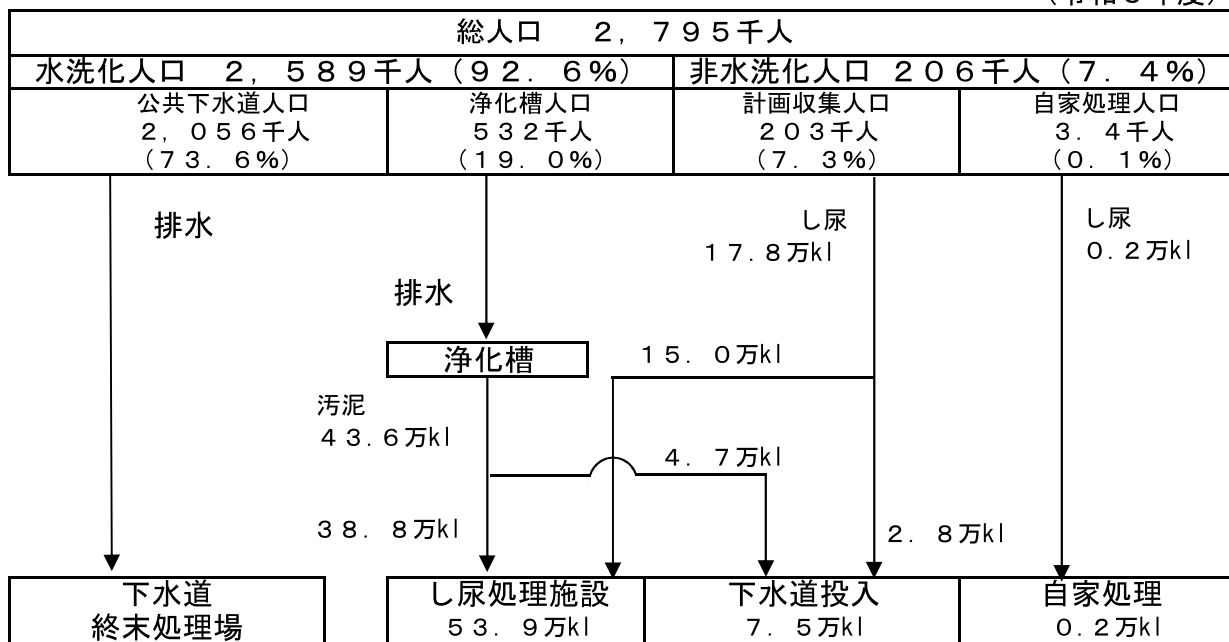 総人口　２，７９５千人
水洗化人口　２，５８９千人（９２．６％）
非水洗化人口 ２０６千人（７．４％）
公共下水道人口
２，０５６千人
（７３．６％）
浄化槽人口
５３２千人
（１９．０％）
計画収集人口
２０３千人
（７．３％）
自家処理人口
３．４千人
（０．１％）
排水
し尿
１７．８万kl
し尿
０．２万kl
排水
浄化槽
１５．０万kl
汚泥
４３．６万kl
４．７万kl
３８．８万kl
２．８万kl
下水道
終末処理場
し尿処理施設
５３．９万kl
下水道投入
７．５万kl
自家処理
０．２万kl